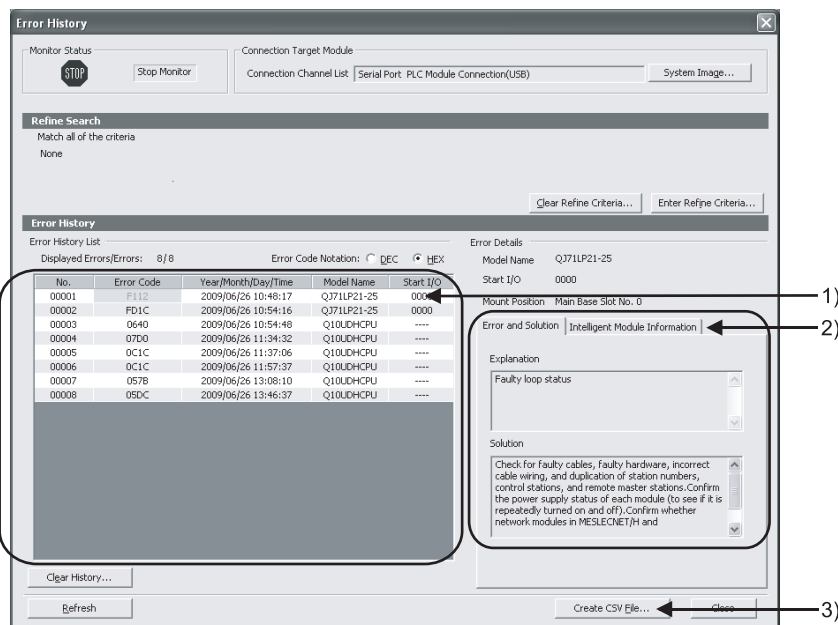 Error History
Monitor Status
STOP
Stop Monitor
Connection Target Module
Connection Channel List
Serial Port PLC Module Connection(USB)
System Image...
Refine Search
Match all of the criteria
None
Clear Refine Criteria...
Enter Refine Criteria...
Error History
Error History List
Displayed Errors/Errors: 8/8
Error Code Notation: DEC HEX
No. Error Code Year/Month/Day/Time Model Name Start I/O
00001 F112 2009/06/26 10:48:17 QJ71LP21-25 0000
00002 FD1C 2009/06/26 10:54:16 QJ71LP21-25 0000
00003 0640 2009/06/26 10:54:48 Q10UDHCPU ----
00004 07D0 2009/06/26 11:34:32 Q10UDHCPU ----
00005 0C1C 2009/06/26 11:37:06 Q10UDHCPU ----
00006 0C1C 2009/06/26 11:57:37 Q10UDHCPU ----
00007 057B 2009/06/26 13:08:10 Q10UDHCPU ----
00008 05DC 2009/06/26 13:46:37 Q10UDHCPU ----
Clear History...
Refresh
Error Details
Model Name QJ71LP21-25
Start I/O 0000
Mount Position Main Base Slot No. 0
Error and Solution
Intelligent Module Information
Explanation
Faulty loop status
Solution
Check for faulty cables, faulty hardware, incorrect
cable wiring, and duplication of station numbers,
control stations, and remote master stations.Confirm
the power supply status of each module (to see if it is
repeatedly turned on and off).Confirm whether
network modules in MESLECNET/H and
Create CSV File...
Close
1)
2)
3)